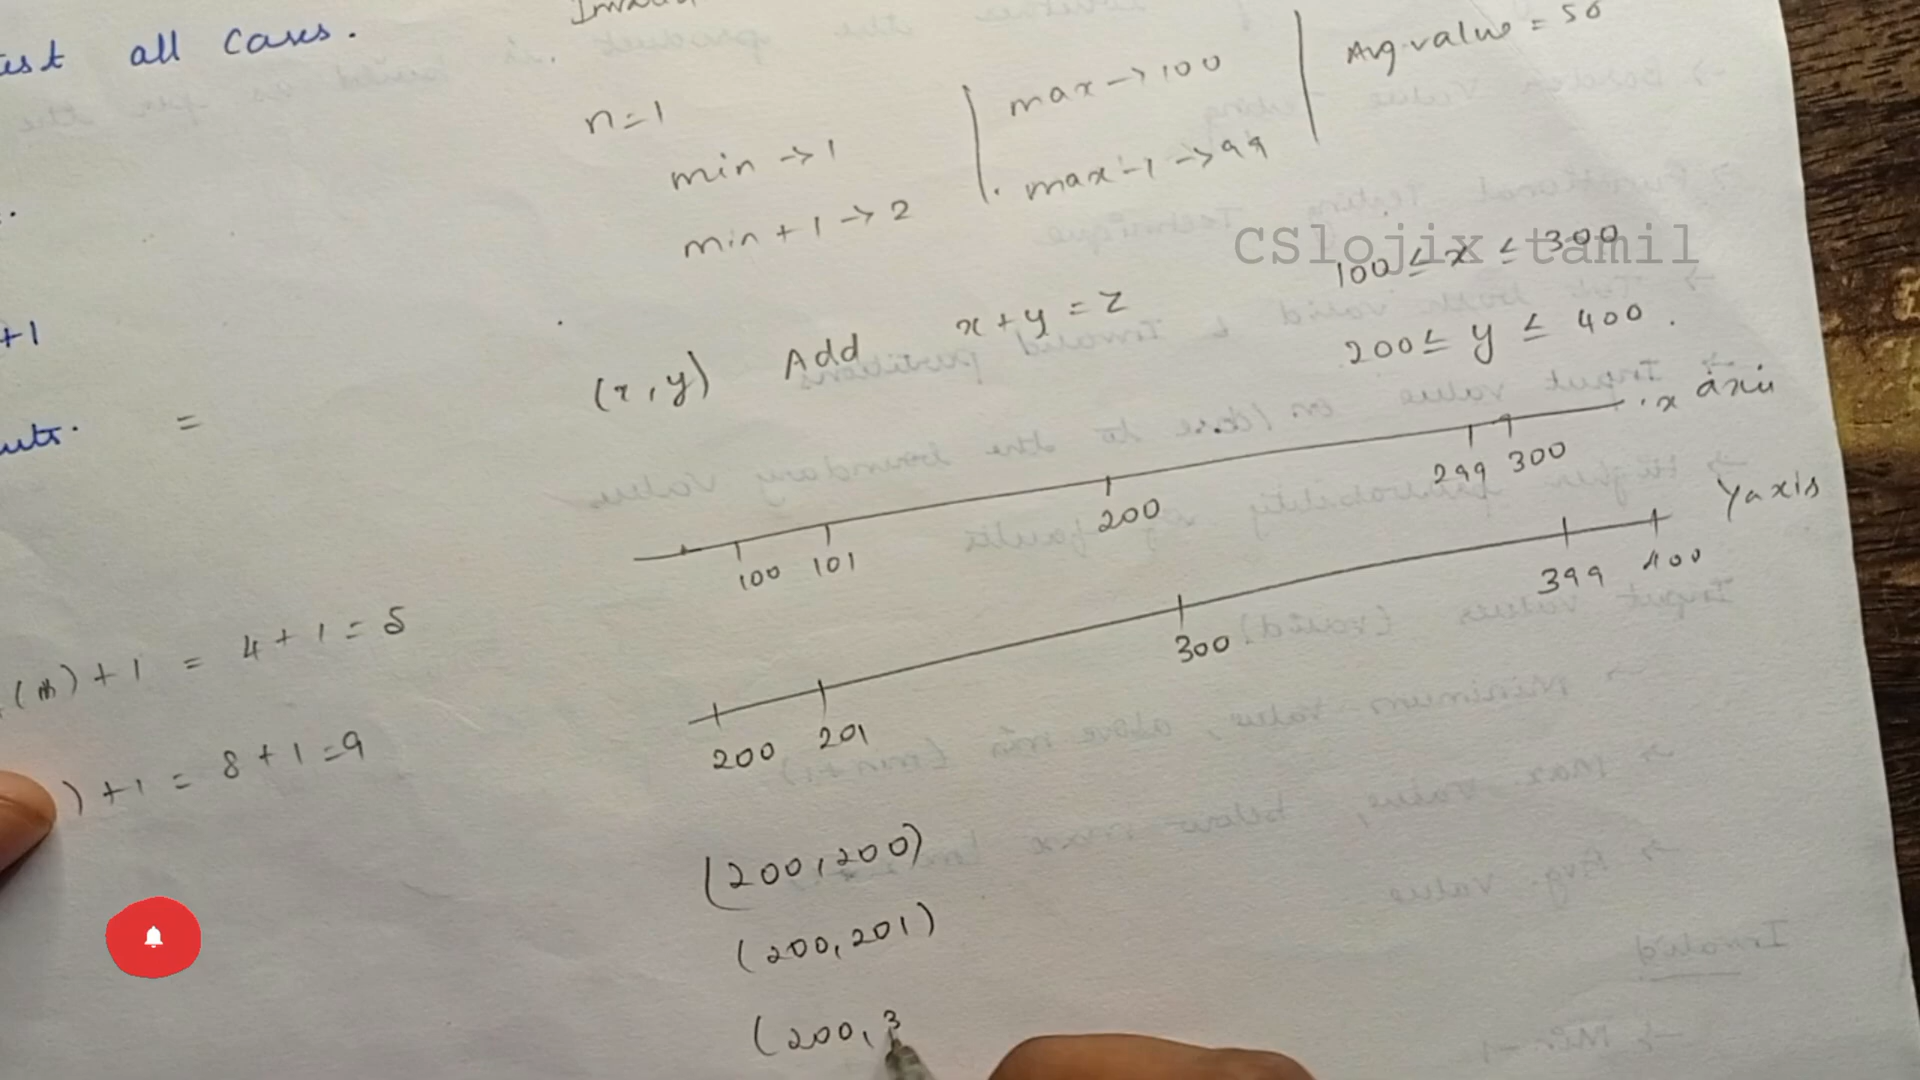 all cases.
n=1
min → 1
min + 1 → 2
max → 100
max - 1 → 99
Avg.value = 50
CSlojix tamil
(x, y) Add x + y = z
100 ≤ x ≤ 300
200 ≤ y ≤ 400.
+1
=
x axis
100 101 200 299 300
y axis
200 201 300 399 400
(n) + 1 = 4 + 1 = 5
) + 1 = 8 + 1 = 9
(200, 200)
(200, 201)
(200, 3